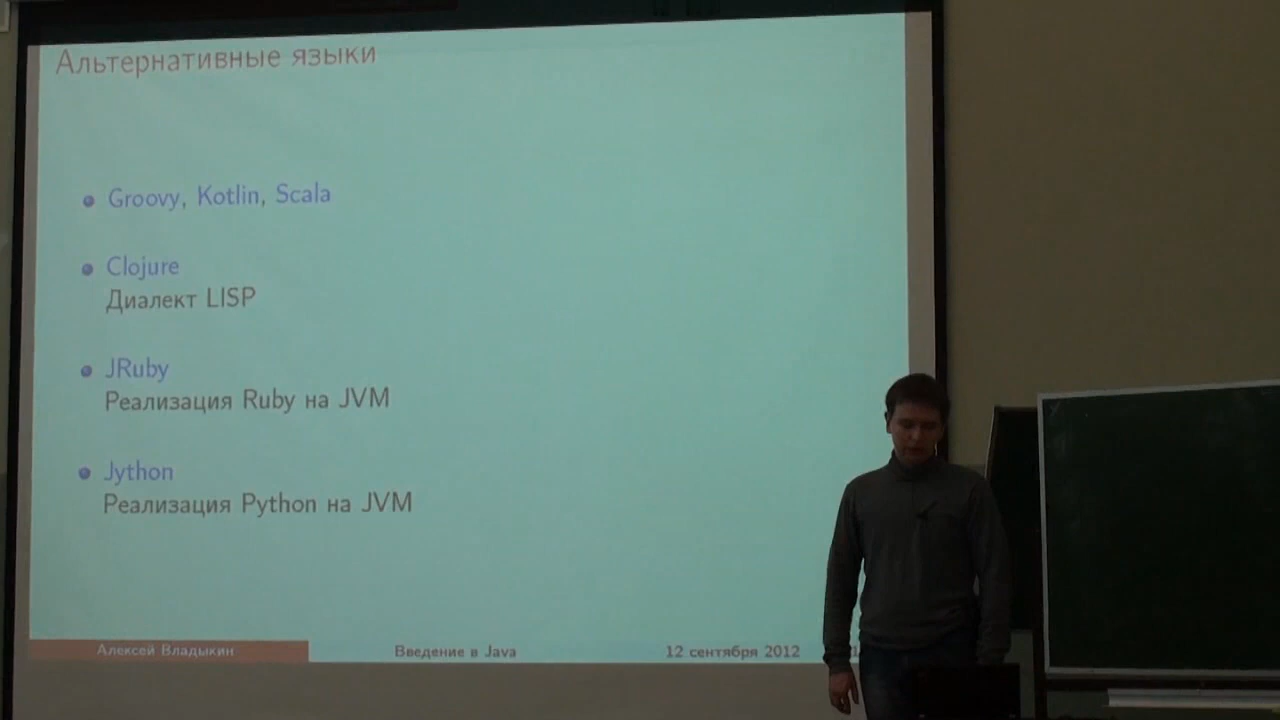 Альтернативные языки
Groovy, Kotlin, Scala
Clojure
Диалект LISP
JRuby
Реализация Ruby на JVM
Jython
Реализация Python на JVM
Алексей Владыкин
Введение в Java
12 сентября 2012